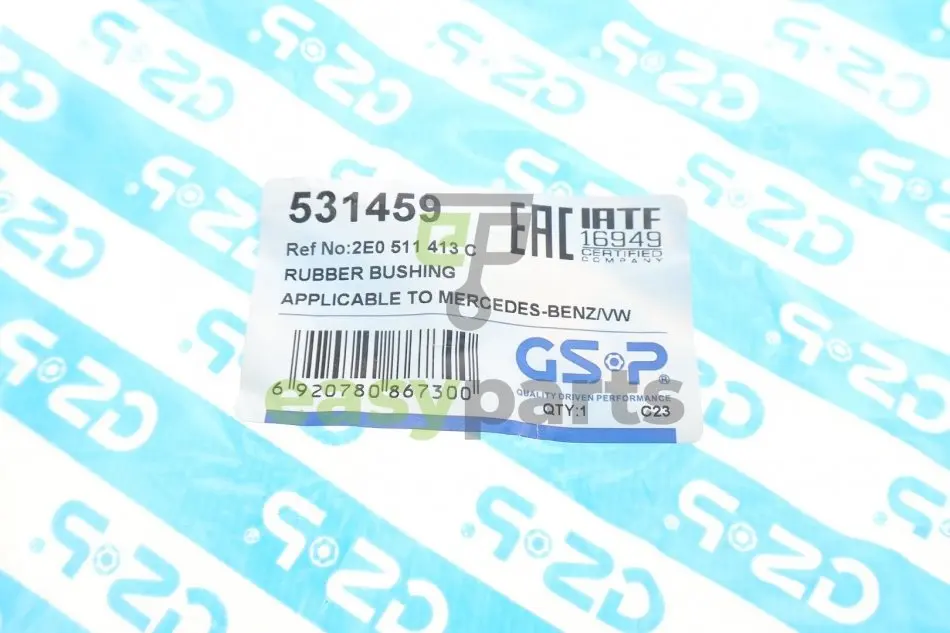 531459
EAC
IATF
16949
CERTIFIED
COMPANY
Ref No:2E0 511 413 C
RUBBER BUSHING
APPLICABLE TO MERCEDES-BENZ/VW
6 920780 867300
GSP®
QUALITY DRIVEN PERFORMANCE
QTY:1 C23
easyparts